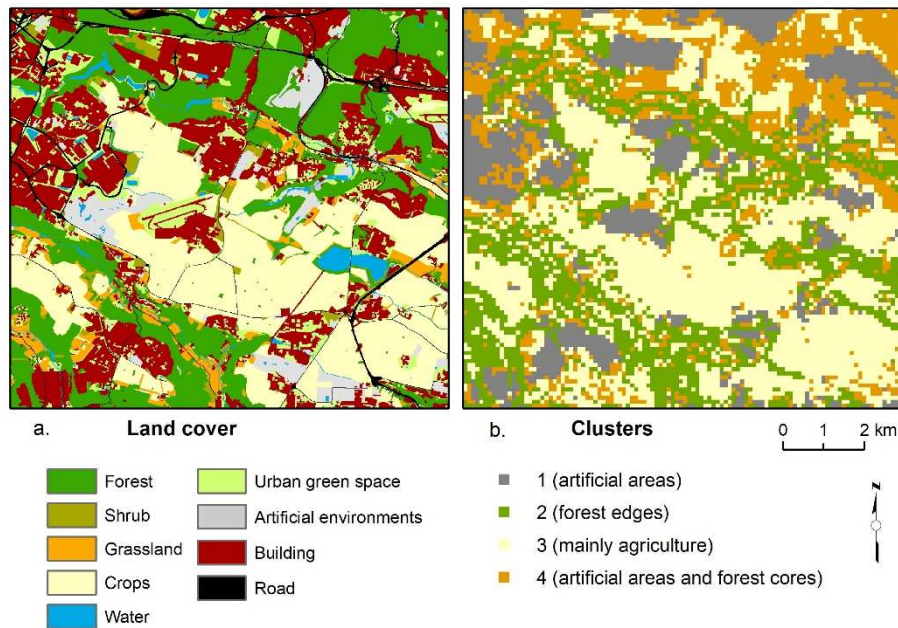 a. Land cover
b. Clusters
0 1 2 km
Forest
Shrub
Grassland
Crops
Water
Urban green space
Artificial environments
Building
Road
1 (artificial areas)
2 (forest edges)
3 (mainly agriculture)
4 (artificial areas and forest cores)
N